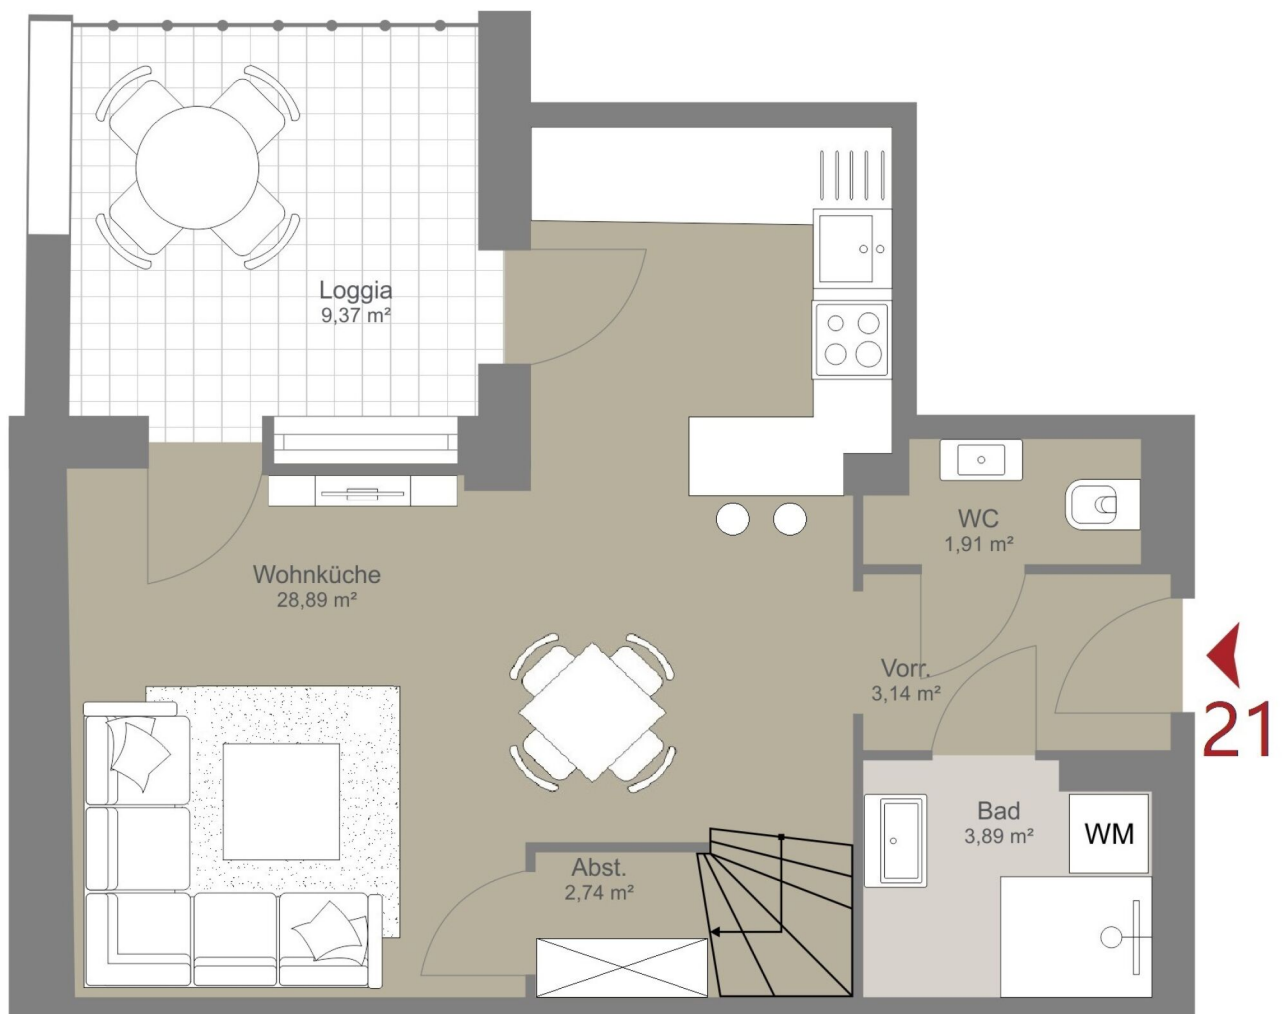 Loggia
9,37 m²
WC
1,91 m²
Wohnküche
28,89 m²
Vorr.
3,14 m²
21
Bad
3,89 m²
WM
Abst.
2,74 m²